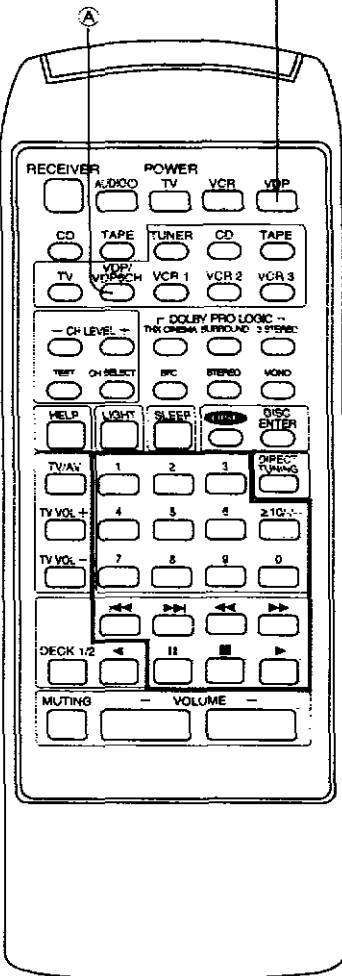 A
RECEIVER POWER
AUDIO TV VCR VDP
CD TAPE TUNER CD TAPE
TV VDP/ VCR 1 VCR 2 VCR 3
VDP5CH
DOLBY PRO LOGIC
− CH LEVEL + THX CINEMA SURROUND 3 STEREO
TEST CH SELECT STEREO MONO
HELP LIGHT SLEEP DISC
ENTER
TV/AV 1 2 3 DIRECT
TUNING
TV VOL + 4 5 6
TV VOL − 7 8 9 0
DECK 1/2
MUTING − VOLUME −